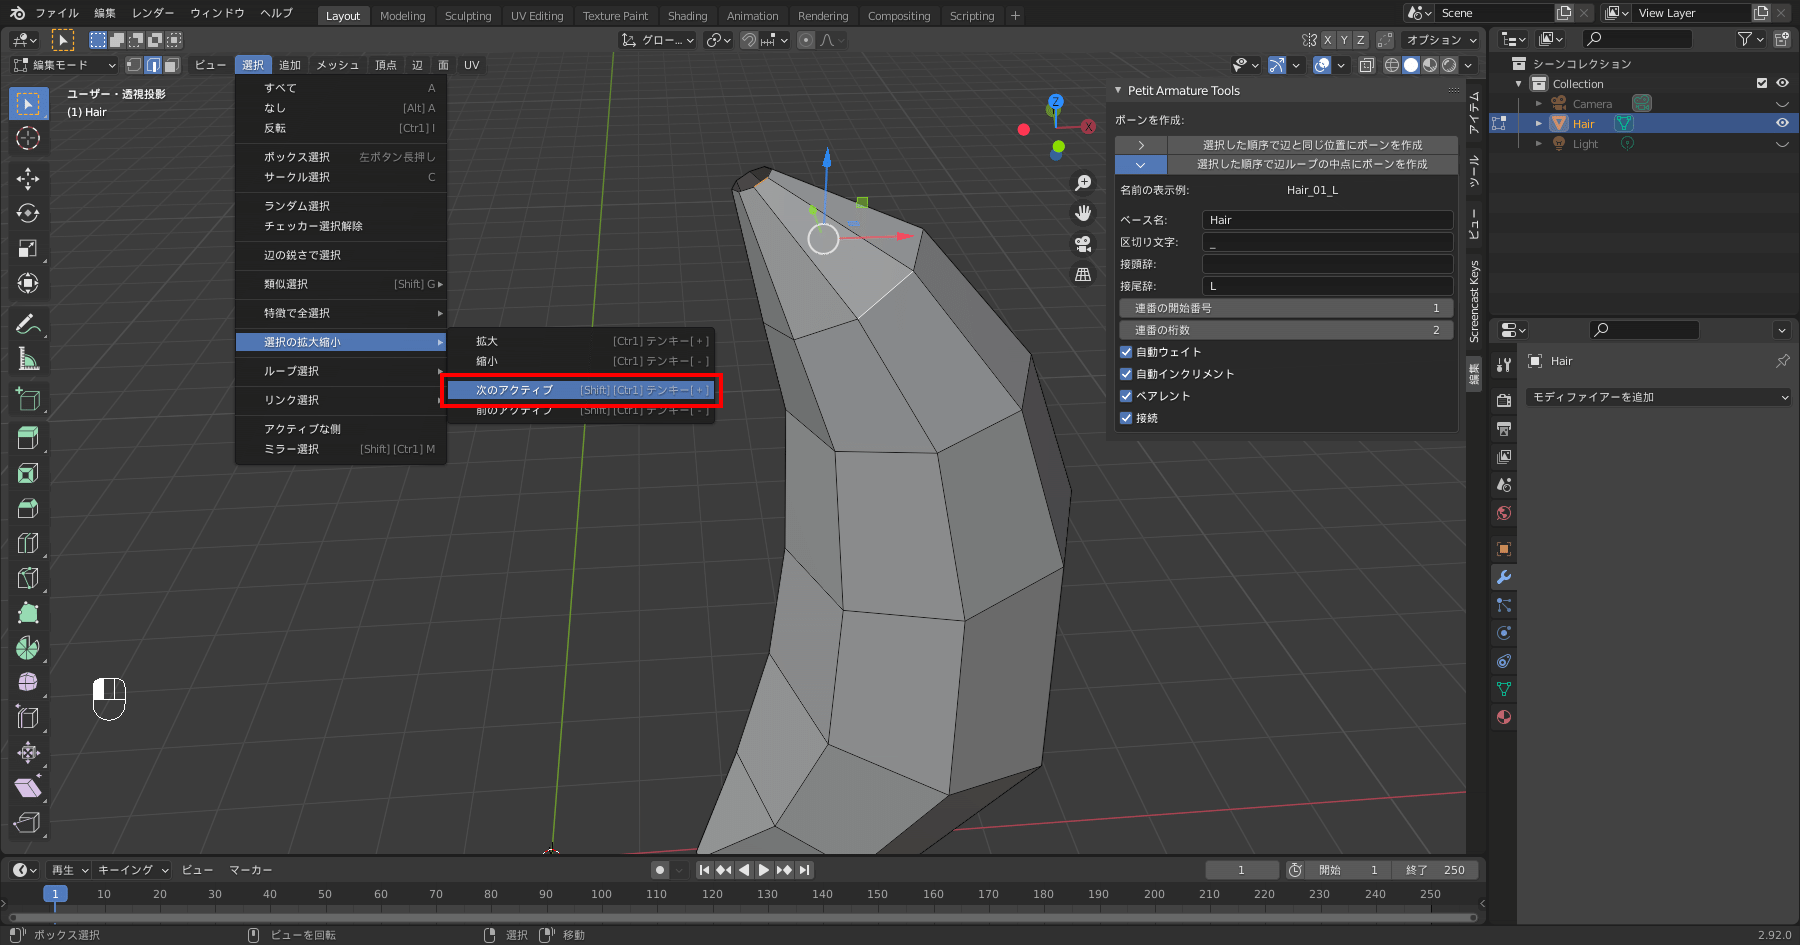 ファイル 編集 レンダー ウィンドウ ヘルプ Layout Modeling Sculpting UV Editing Texture Paint Shading Animation Rendering Compositing Scripting + Scene View Layer
グロー... X Y Z オプション
編集モード ビュー 選択 追加 メッシュ 頂点 辺 面 UV
ユーザー・透視投影
(1) Hair
すべて A
なし [Alt] A
反転 [Ctrl] I
ボックス選択 左ボタン長押し
サークル選択 C
ランダム選択
チェッカー選択解除
辺の鋭さで選択
類似選択 [Shift] G
特徴で全選択
選択の拡大縮小
ループ選択
リンク選択
アクティブな側
ミラー選択 [Shift] [Ctrl] M
拡大 [Ctrl] テンキー[ + ]
縮小 [Ctrl] テンキー[ - ]
次のアクティブ [Shift] [Ctrl] テンキー[ + ]
前のアクティブ [Shift] [Ctrl] テンキー[ - ]
Z
X
Petit Armature Tools
ボーンを作成:
選択した順序で辺と同じ位置にボーンを作成
選択した順序で辺ループの中点にボーンを作成
名前の表示例: Hair_01_L
ベース名: Hair
区切り文字: _
接頭辞:
接尾辞: L
連番の開始番号 1
連番の桁数 2
自動ウェイト
自動インクリメント
ペアレント
接続
アイテム
ツール
ビュー
Screencast Keys
編集
シーンコレクション
Collection
Camera
Hair
Light
Hair
モディファイアーを追加
再生 キーイング ビュー マーカー 1 開始 1 終了 250
1 10 20 30 40 50 60 70 80 90 100 110 120 130 140 150 160 170 180 190 200 210 220 230 240 250
ボックス選択 ビューを回転 選択 移動 2.92.0